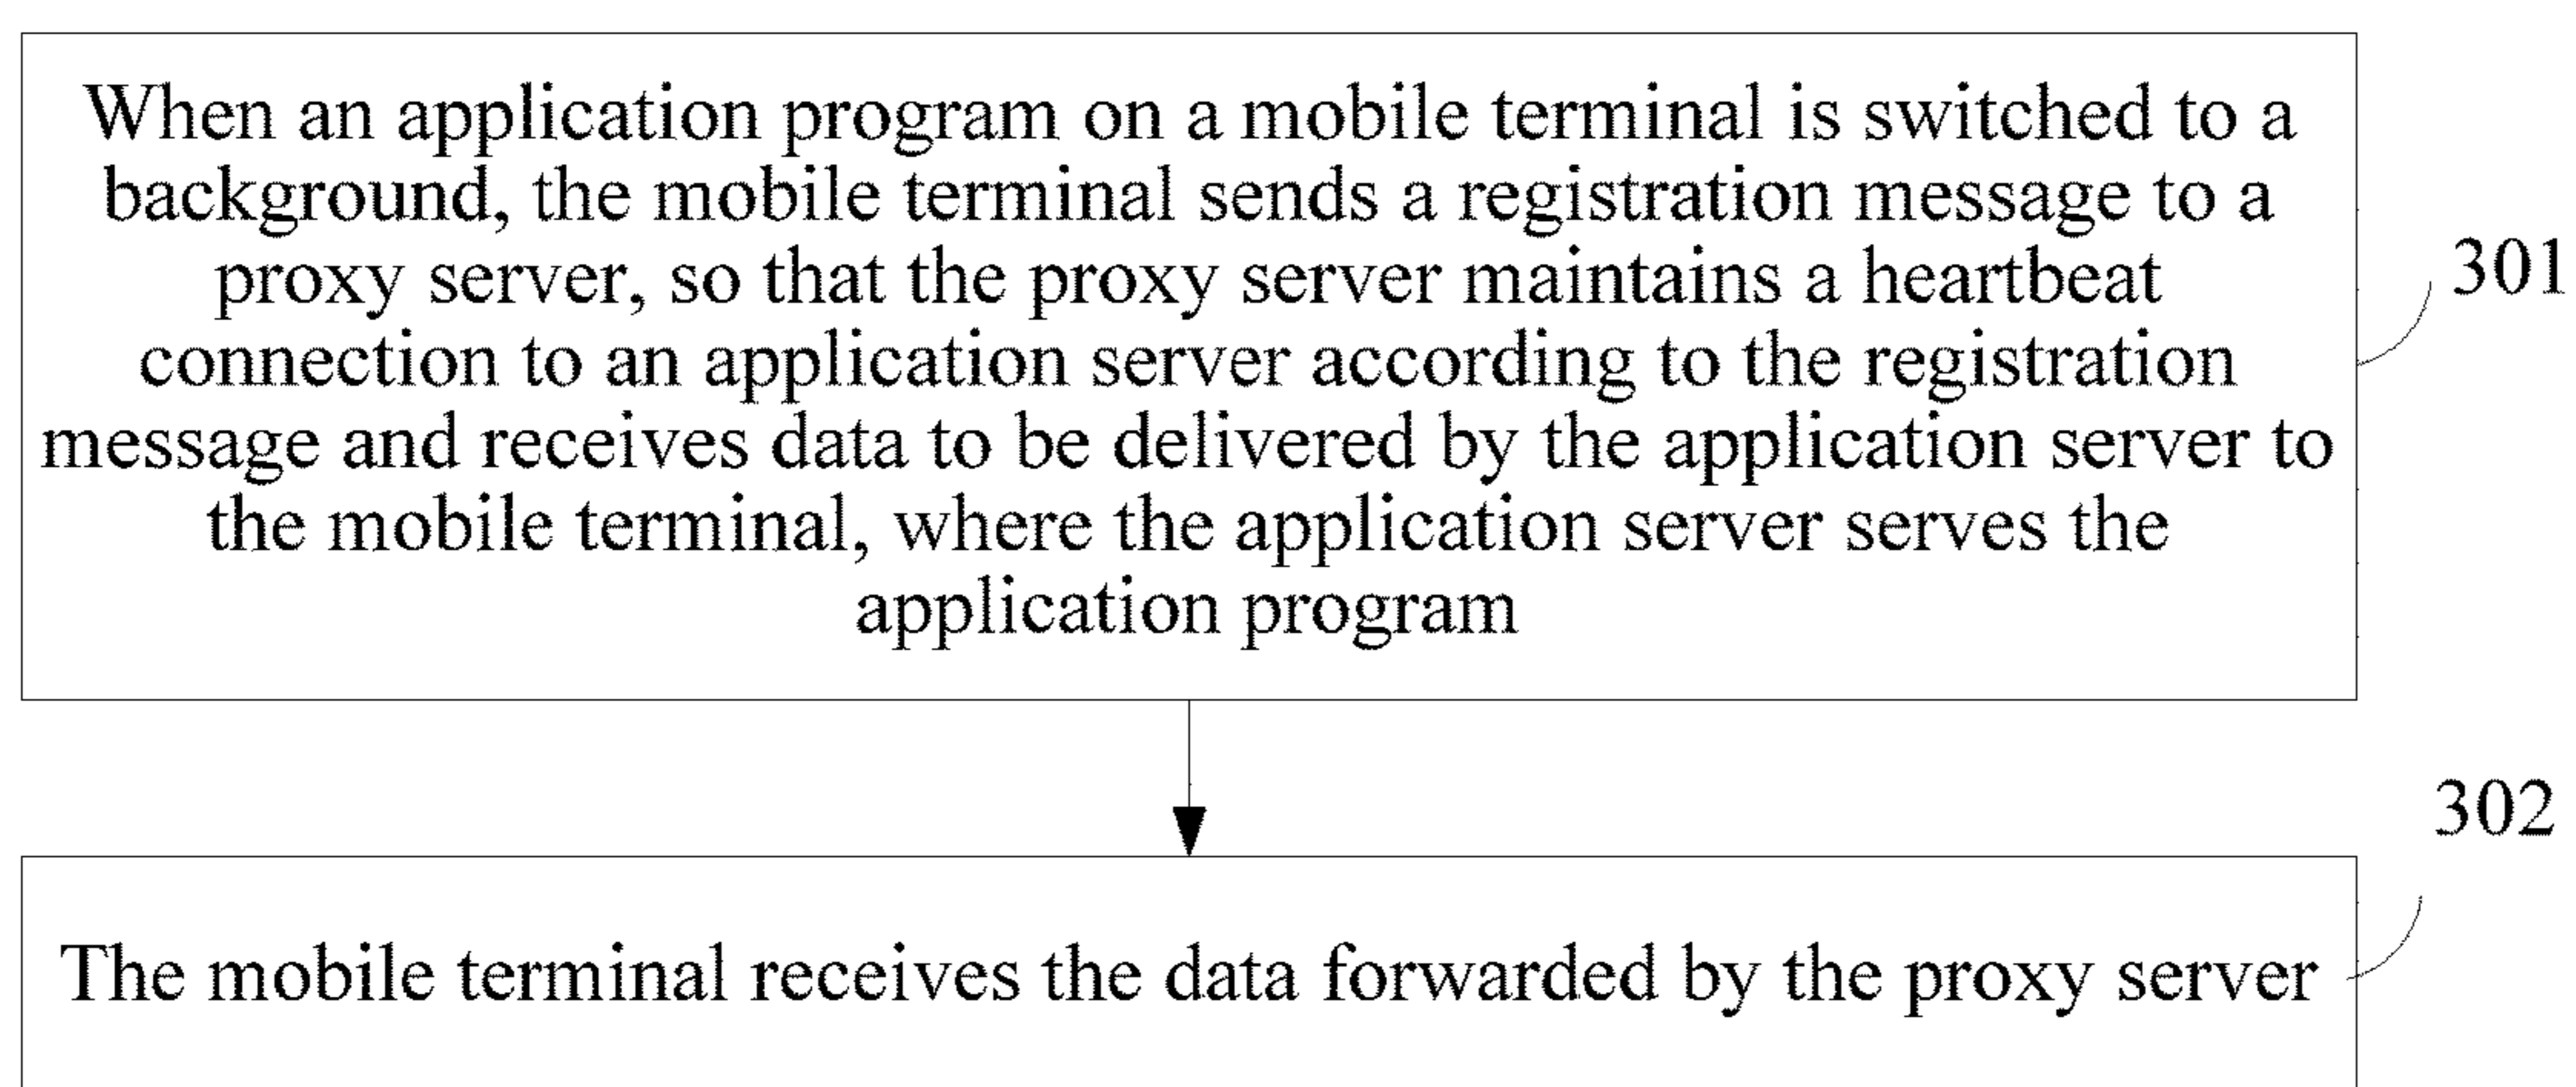 When an application program on a mobile terminal is switched to a
background, the mobile terminal sends a registration message to a
proxy server, so that the proxy server maintains a heartbeat
connection to an application server according to the registration
message and receives data to be delivered by the application server to
the mobile terminal, where the application server serves the
application program
301
302
The mobile terminal receives the data forwarded by the proxy server